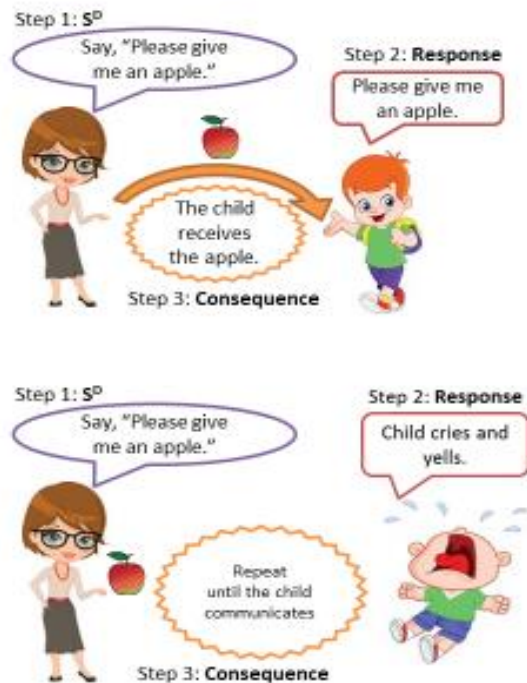 Step 1: Sᴰ
Say, "Please give
me an apple."
Step 2: Response
Please give me
an apple.
The child
receives
the apple.
Step 3: Consequence
Step 1: Sᴰ
Say, "Please give
me an apple."
Step 2: Response
Child cries and
yells.
Repeat
until the child
communicates
Step 3: Consequence